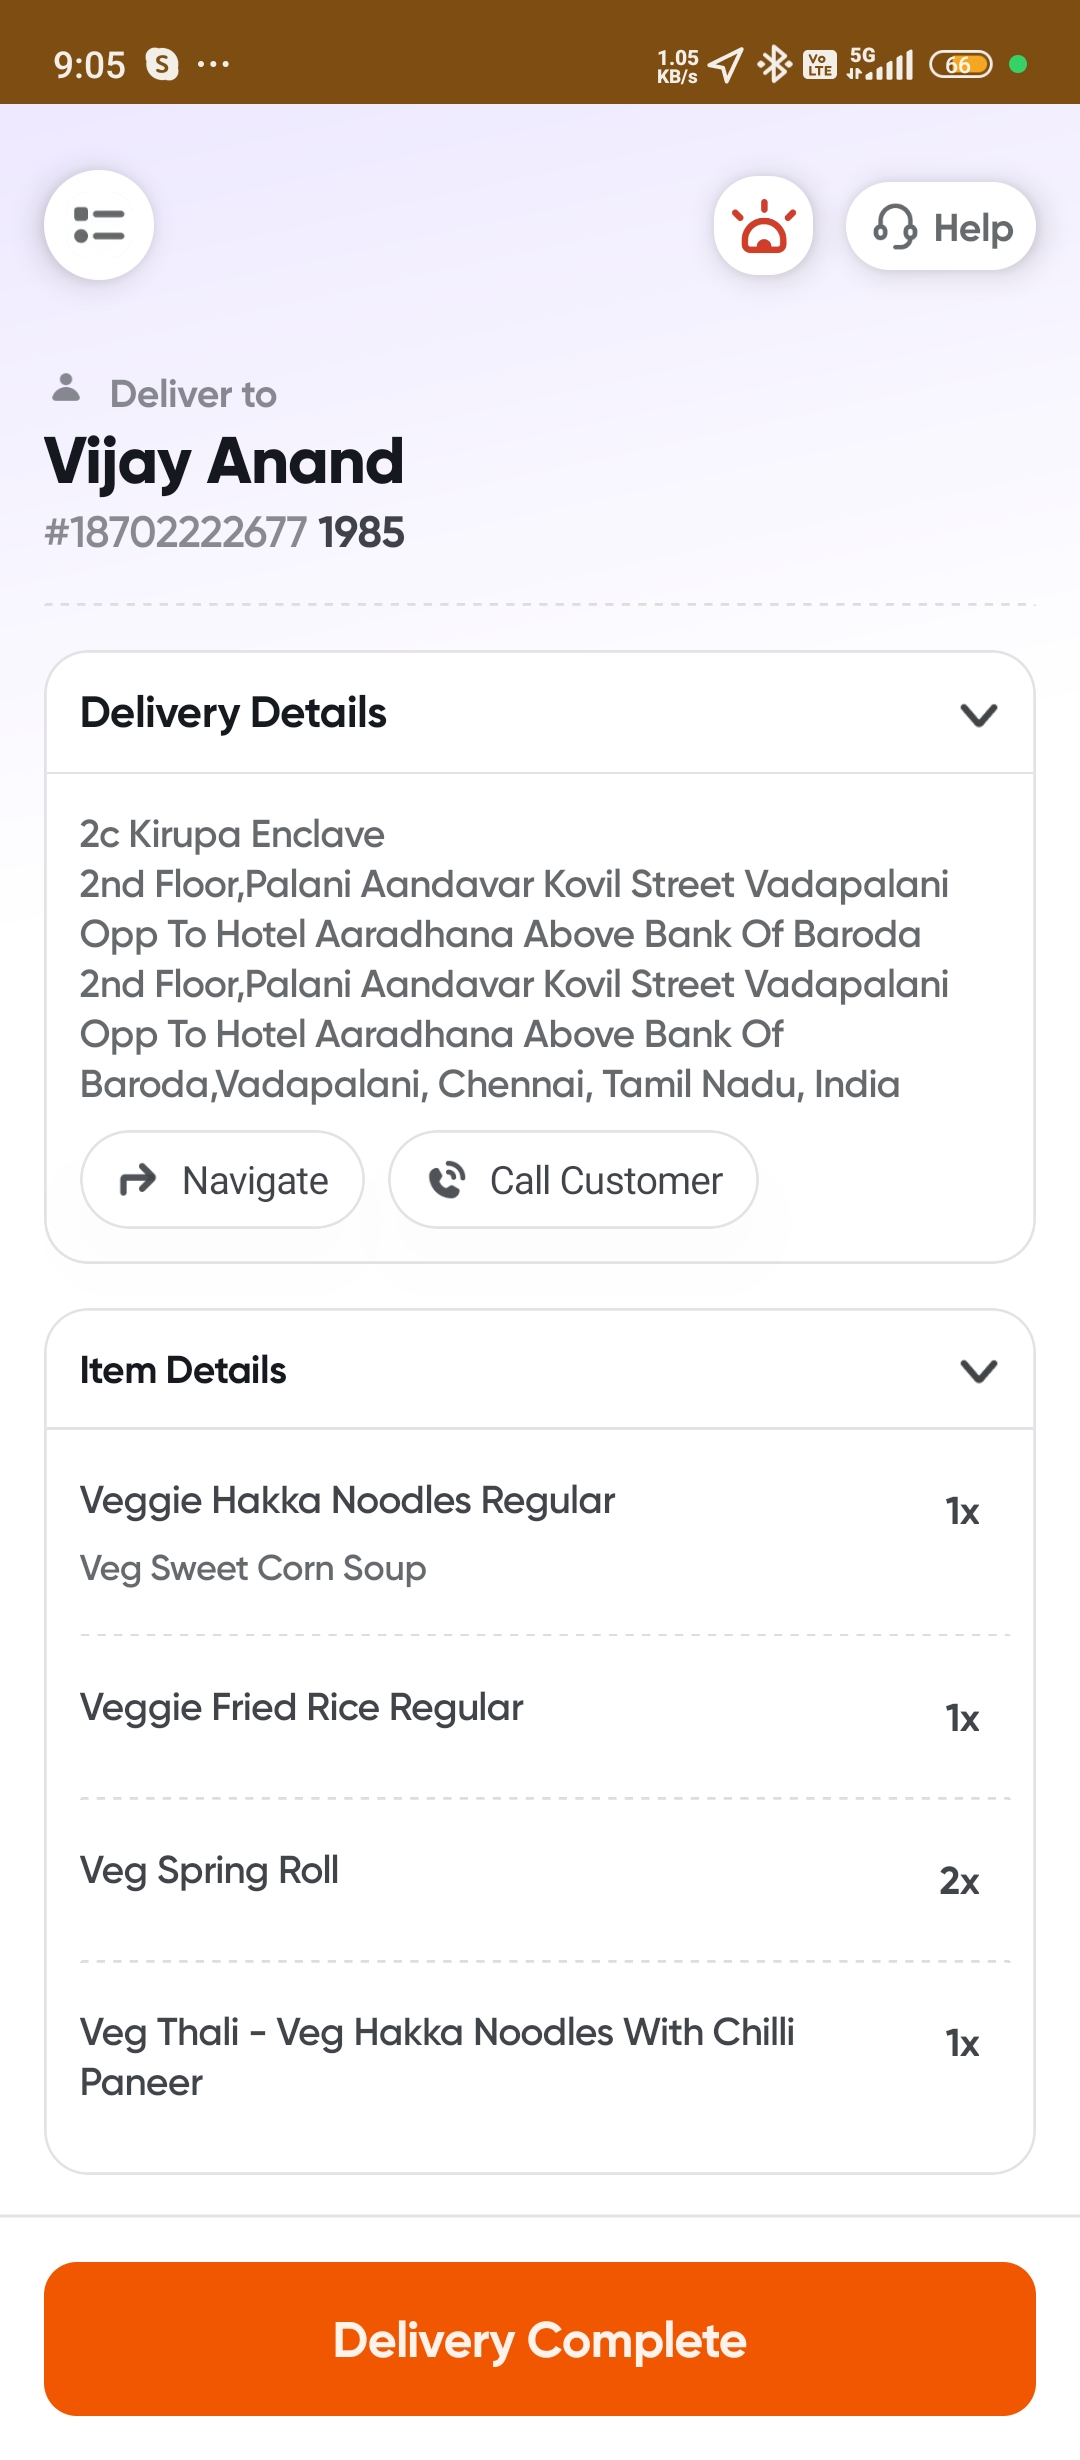 9:05 S ...
1.05 KB/s Vo LTE 5G 66
Help
Deliver to
Vijay Anand
#18702222677 1985
Delivery Details
2c Kirupa Enclave
2nd Floor,Palani Aandavar Kovil Street Vadapalani
Opp To Hotel Aaradhana Above Bank Of Baroda
2nd Floor,Palani Aandavar Kovil Street Vadapalani
Opp To Hotel Aaradhana Above Bank Of
Baroda,Vadapalani, Chennai, Tamil Nadu, India
Navigate Call Customer
Item Details
Veggie Hakka Noodles Regular 1x
Veg Sweet Corn Soup
Veggie Fried Rice Regular 1x
Veg Spring Roll 2x
Veg Thali - Veg Hakka Noodles With Chilli 1x
Paneer
Delivery Complete